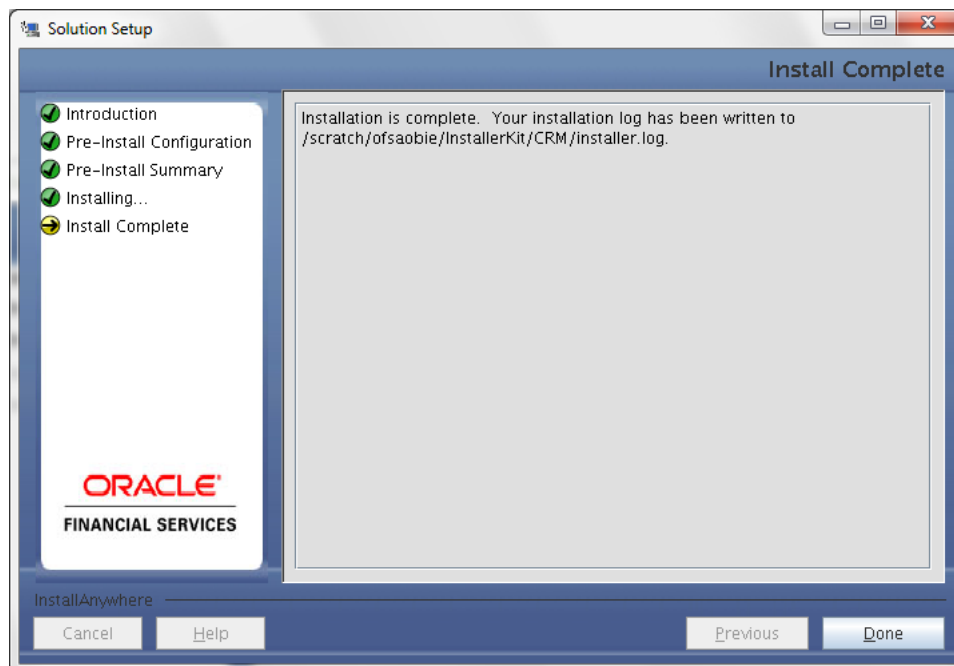 Solution Setup
Install Complete
Introduction
Pre-Install Configuration
Pre-Install Summary
Installing...
Install Complete
Installation is complete. Your installation log has been written to
/scratch/ofsaobie/InstallerKit/CRM/installer.log.
ORACLE'
FINANCIAL SERVICES
InstallAnywhere
Cancel
Help
Previous
Done